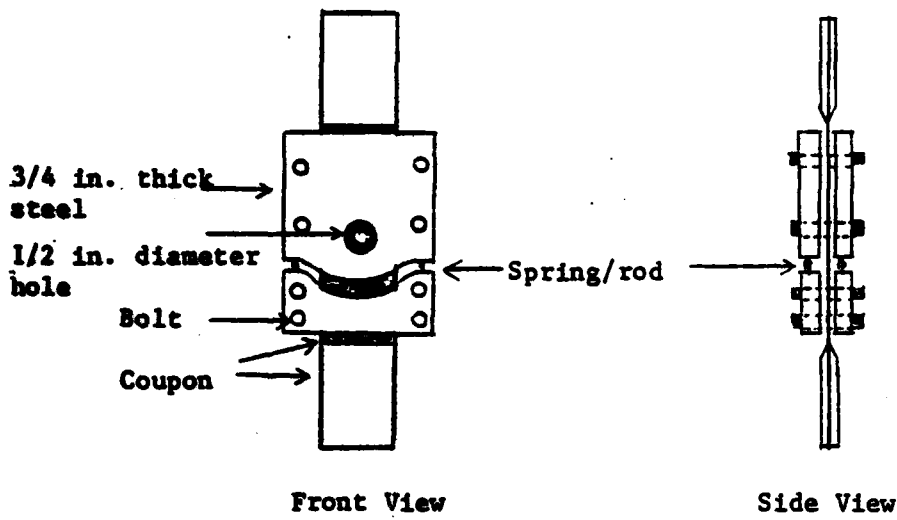 3/4 in. thick
steel
1/2 in. diameter
hole
Spring/rod
Bolt
Coupon
Front View
Side View